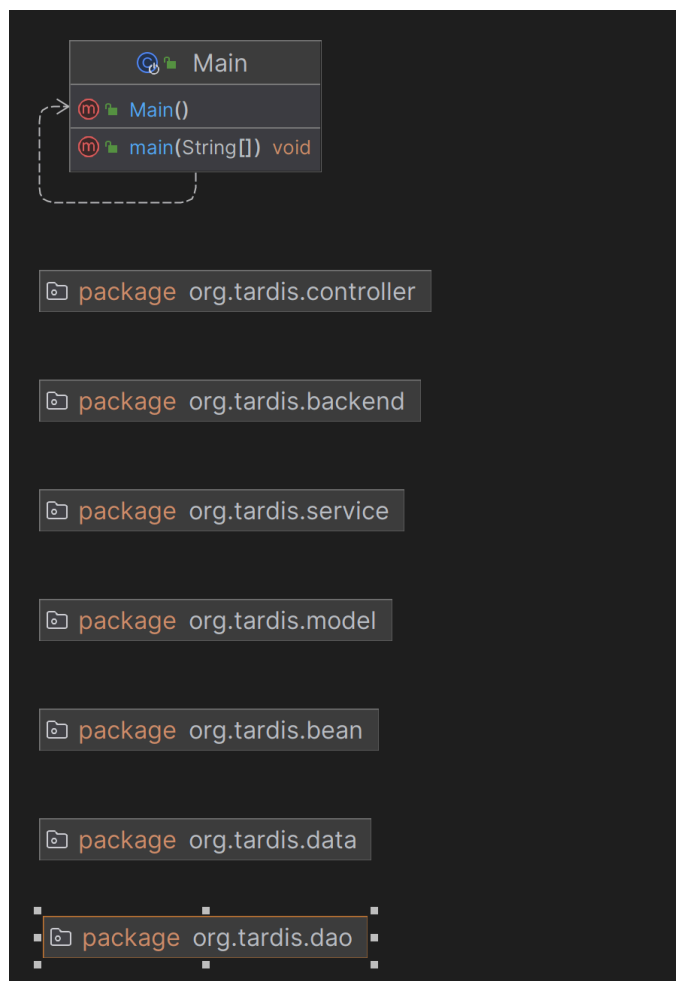 Main
Main()
main(String[]) void
package org.tardis.controller
package org.tardis.backend
package org.tardis.service
package org.tardis.model
package org.tardis.bean
package org.tardis.data
package org.tardis.dao